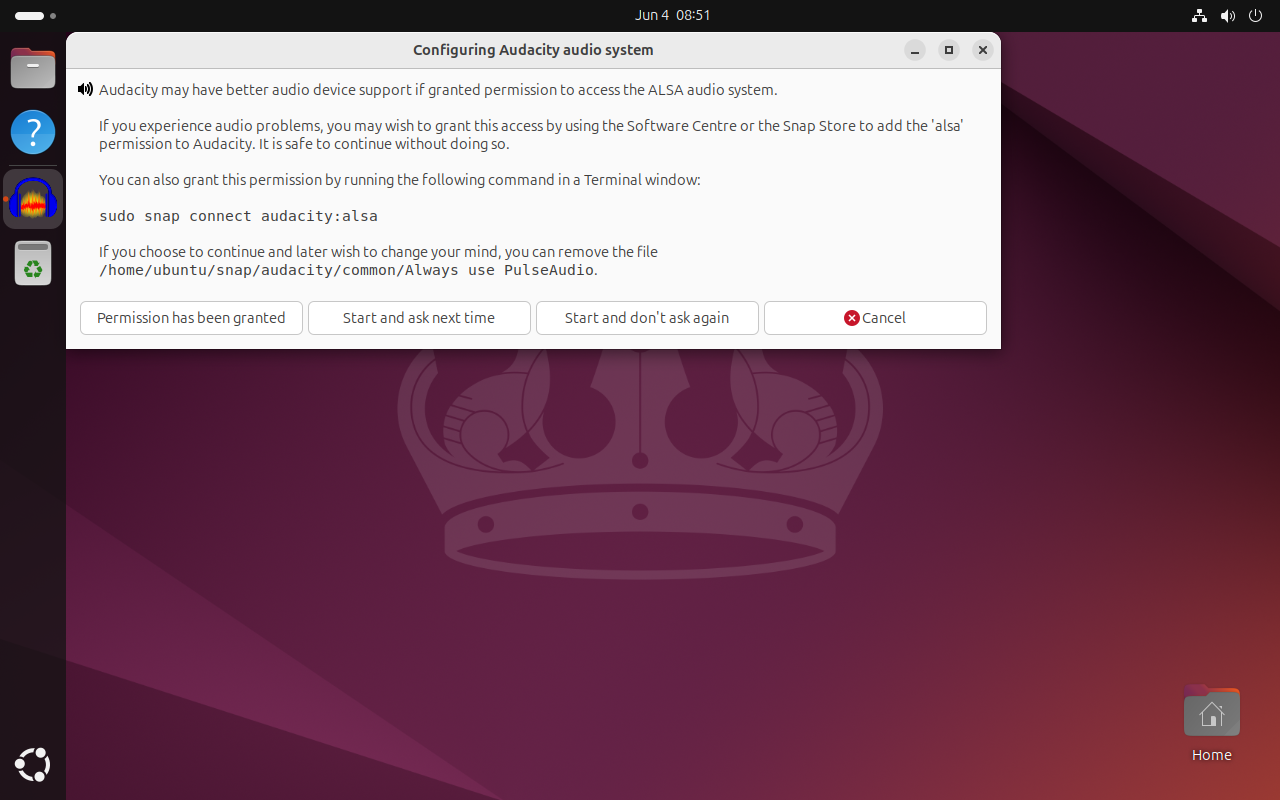 Jun 4 08:51
Configuring Audacity audio system
Audacity may have better audio device support if granted permission to access the ALSA audio system.
If you experience audio problems, you may wish to grant this access by using the Software Centre or the Snap Store to add the 'alsa'
permission to Audacity. It is safe to continue without doing so.
You can also grant this permission by running the following command in a Terminal window:
sudo snap connect audacity:alsa
If you choose to continue and later wish to change your mind, you can remove the file
/home/ubuntu/snap/audacity/common/Always use PulseAudio.
Permission has been granted
Start and ask next time
Start and don't ask again
Cancel
Home